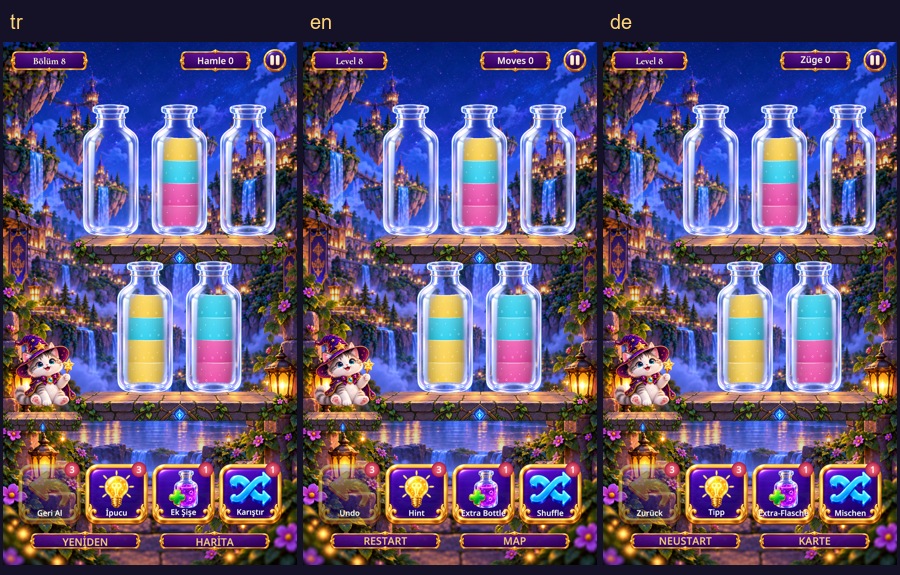 tr
en
de
Bölüm 8
Hamle 0
3
3
1
1
Geri Al
İpucu
Ek Şişe
Karıştır
YENİDEN
HARİTA
Level 8
Moves 0
3
3
1
1
Undo
Hint
Extra Bottle
Shuffle
RESTART
MAP
Level 8
Züge 0
3
3
1
1
Zurück
Tipp
Extra-Flasche
Mischen
NEUSTART
KARTE